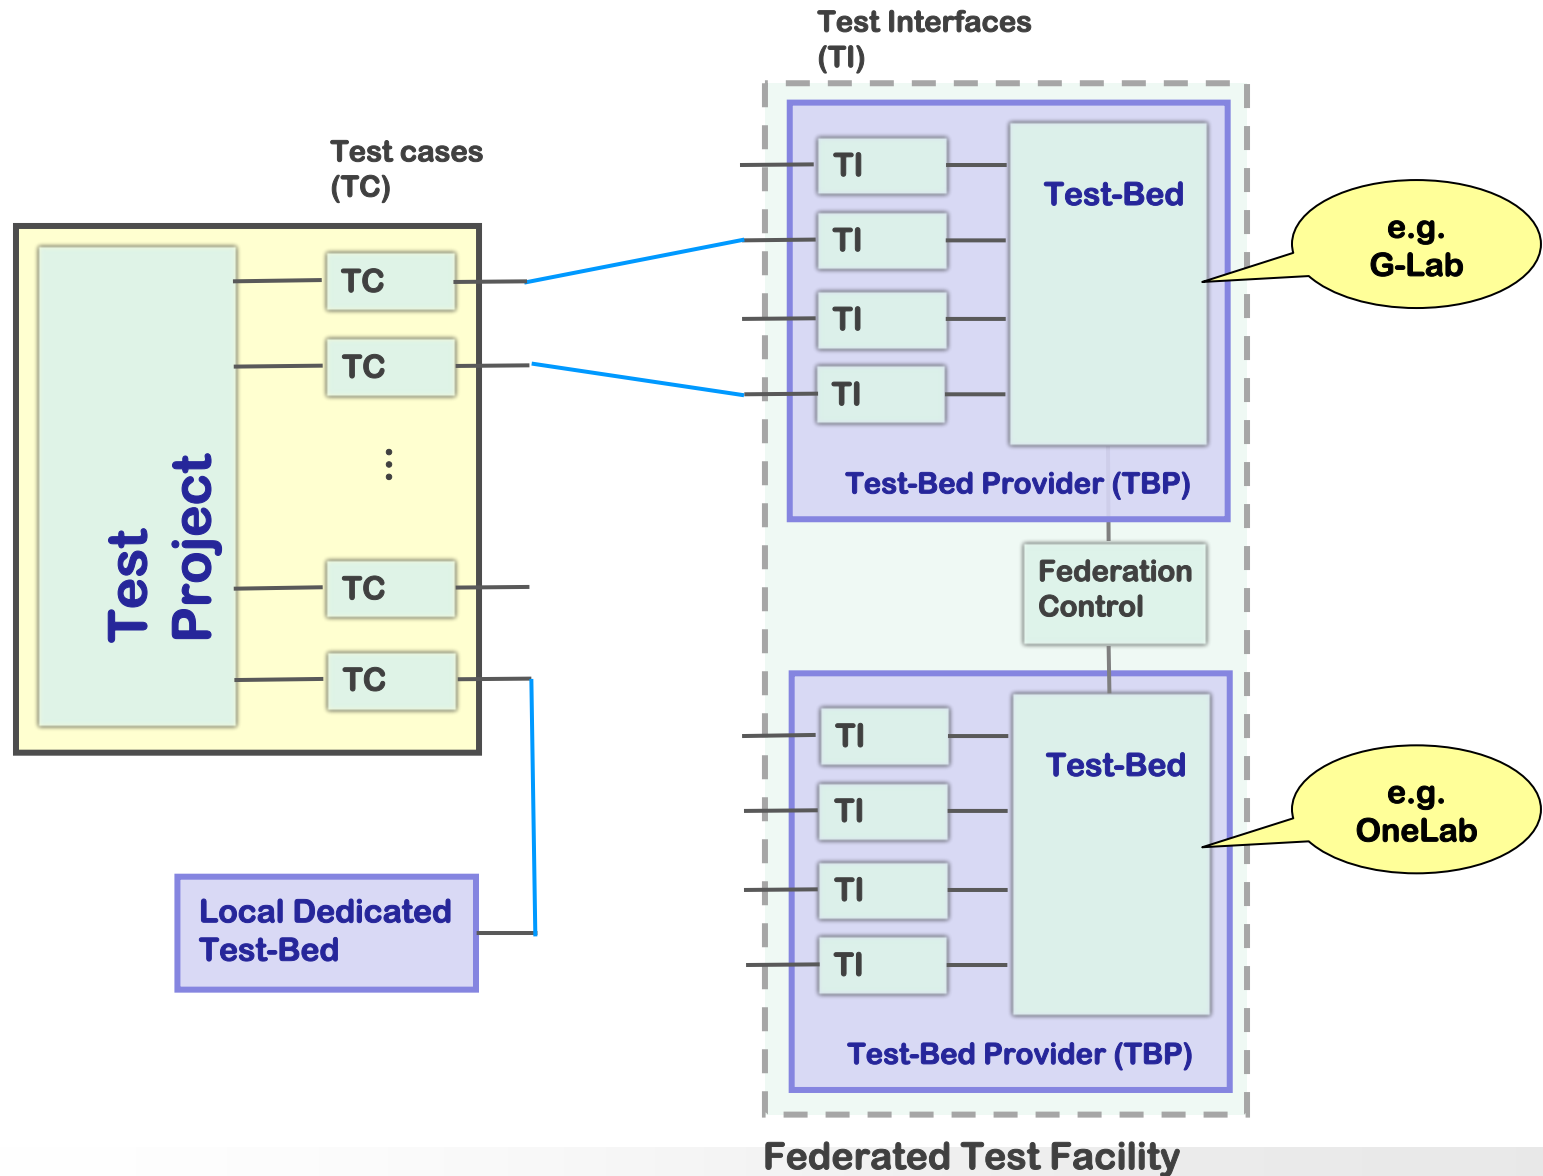 Test Interfaces
(TI)
Test cases
(TC)
TI
TI
TI
TI
Test-Bed
Test-Bed Provider (TBP)
e.g.
G-Lab
TC
TC
...
TC
TC
Test
Project
Federation
Control
TI
TI
TI
TI
Test-Bed
Test-Bed Provider (TBP)
e.g.
OneLab
Local Dedicated
Test-Bed
Federated Test Facility